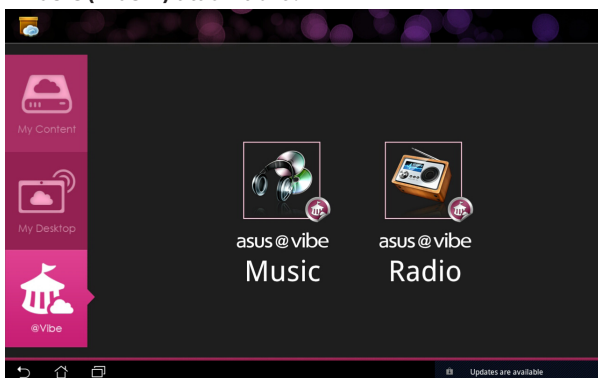 My Content
My Desktop
@Vibe
asus@vibe
Music
asus@vibe
Radio
Updates are available